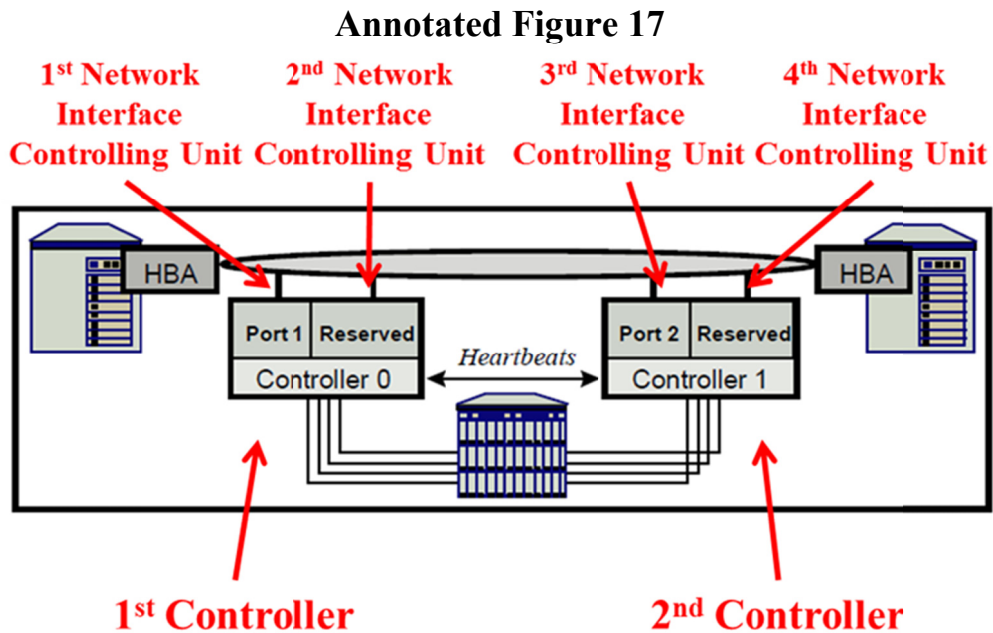 Annotated Figure 17
1st Network
Interface
Controlling Unit
2nd Network
Interface
Controlling Unit
3rd Network
Interface
Controlling Unit
4th Network
Interface
Controlling Unit
HBA
HBA
Port 1
Reserved
Controller 0
Heartbeats
Port 2
Reserved
Controller 1
1st Controller
2nd Controller